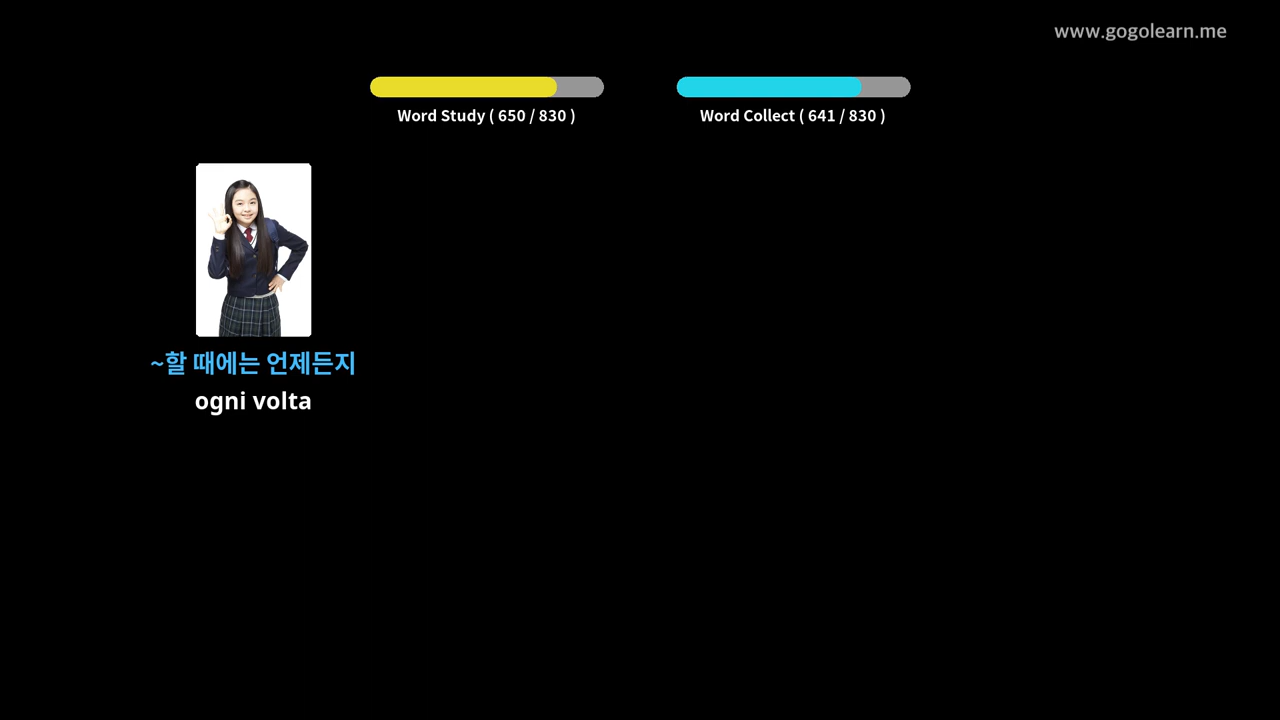 www.gogolearn.me
Word Study ( 650 / 830 )
Word Collect ( 641 / 830 )
~할 때에는 언제든지
ogni volta